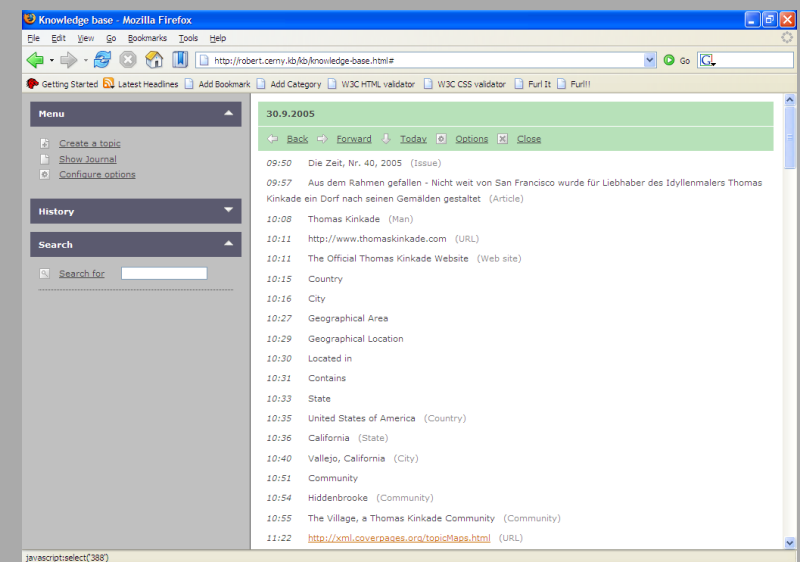 Knowledge base - Mozilla Firefox
File Edit View Go Bookmarks Tools Help
http://robert.cerny.kb/kb/knowledge-base.html# Go G
Getting Started Latest Headlines Add Bookmark Add Category W3C HTML validator W3C CSS validator Furl It Furl!!
Menu
Create a topic
Show Journal
Configure options
History
Search
Search for
30.9.2005
Back Forward Today Options Close
09:50 Die Zeit, Nr. 40, 2005 (Issue)
09:57 Aus dem Rahmen gefallen - Nicht weit von San Francisco wurde für Liebhaber des Idyllenmalers Thomas
Kinkade ein Dorf nach seinen Gemälden gestaltet (Article)
10:08 Thomas Kinkade (Man)
10:11 http://www.thomaskinkade.com (URL)
10:11 The Official Thomas Kinkade Website (Web site)
10:15 Country
10:16 City
10:27 Geographical Area
10:29 Geographical Location
10:30 Located in
10:31 Contains
10:33 State
10:35 United States of America (Country)
10:36 California (State)
10:40 Vallejo, California (City)
10:51 Community
10:54 Hiddenbrooke (Community)
10:55 The Village, a Thomas Kinkade Community (Community)
11:22 http://xml.coverpages.org/topicMaps.html (URL)
javascript:select('388')